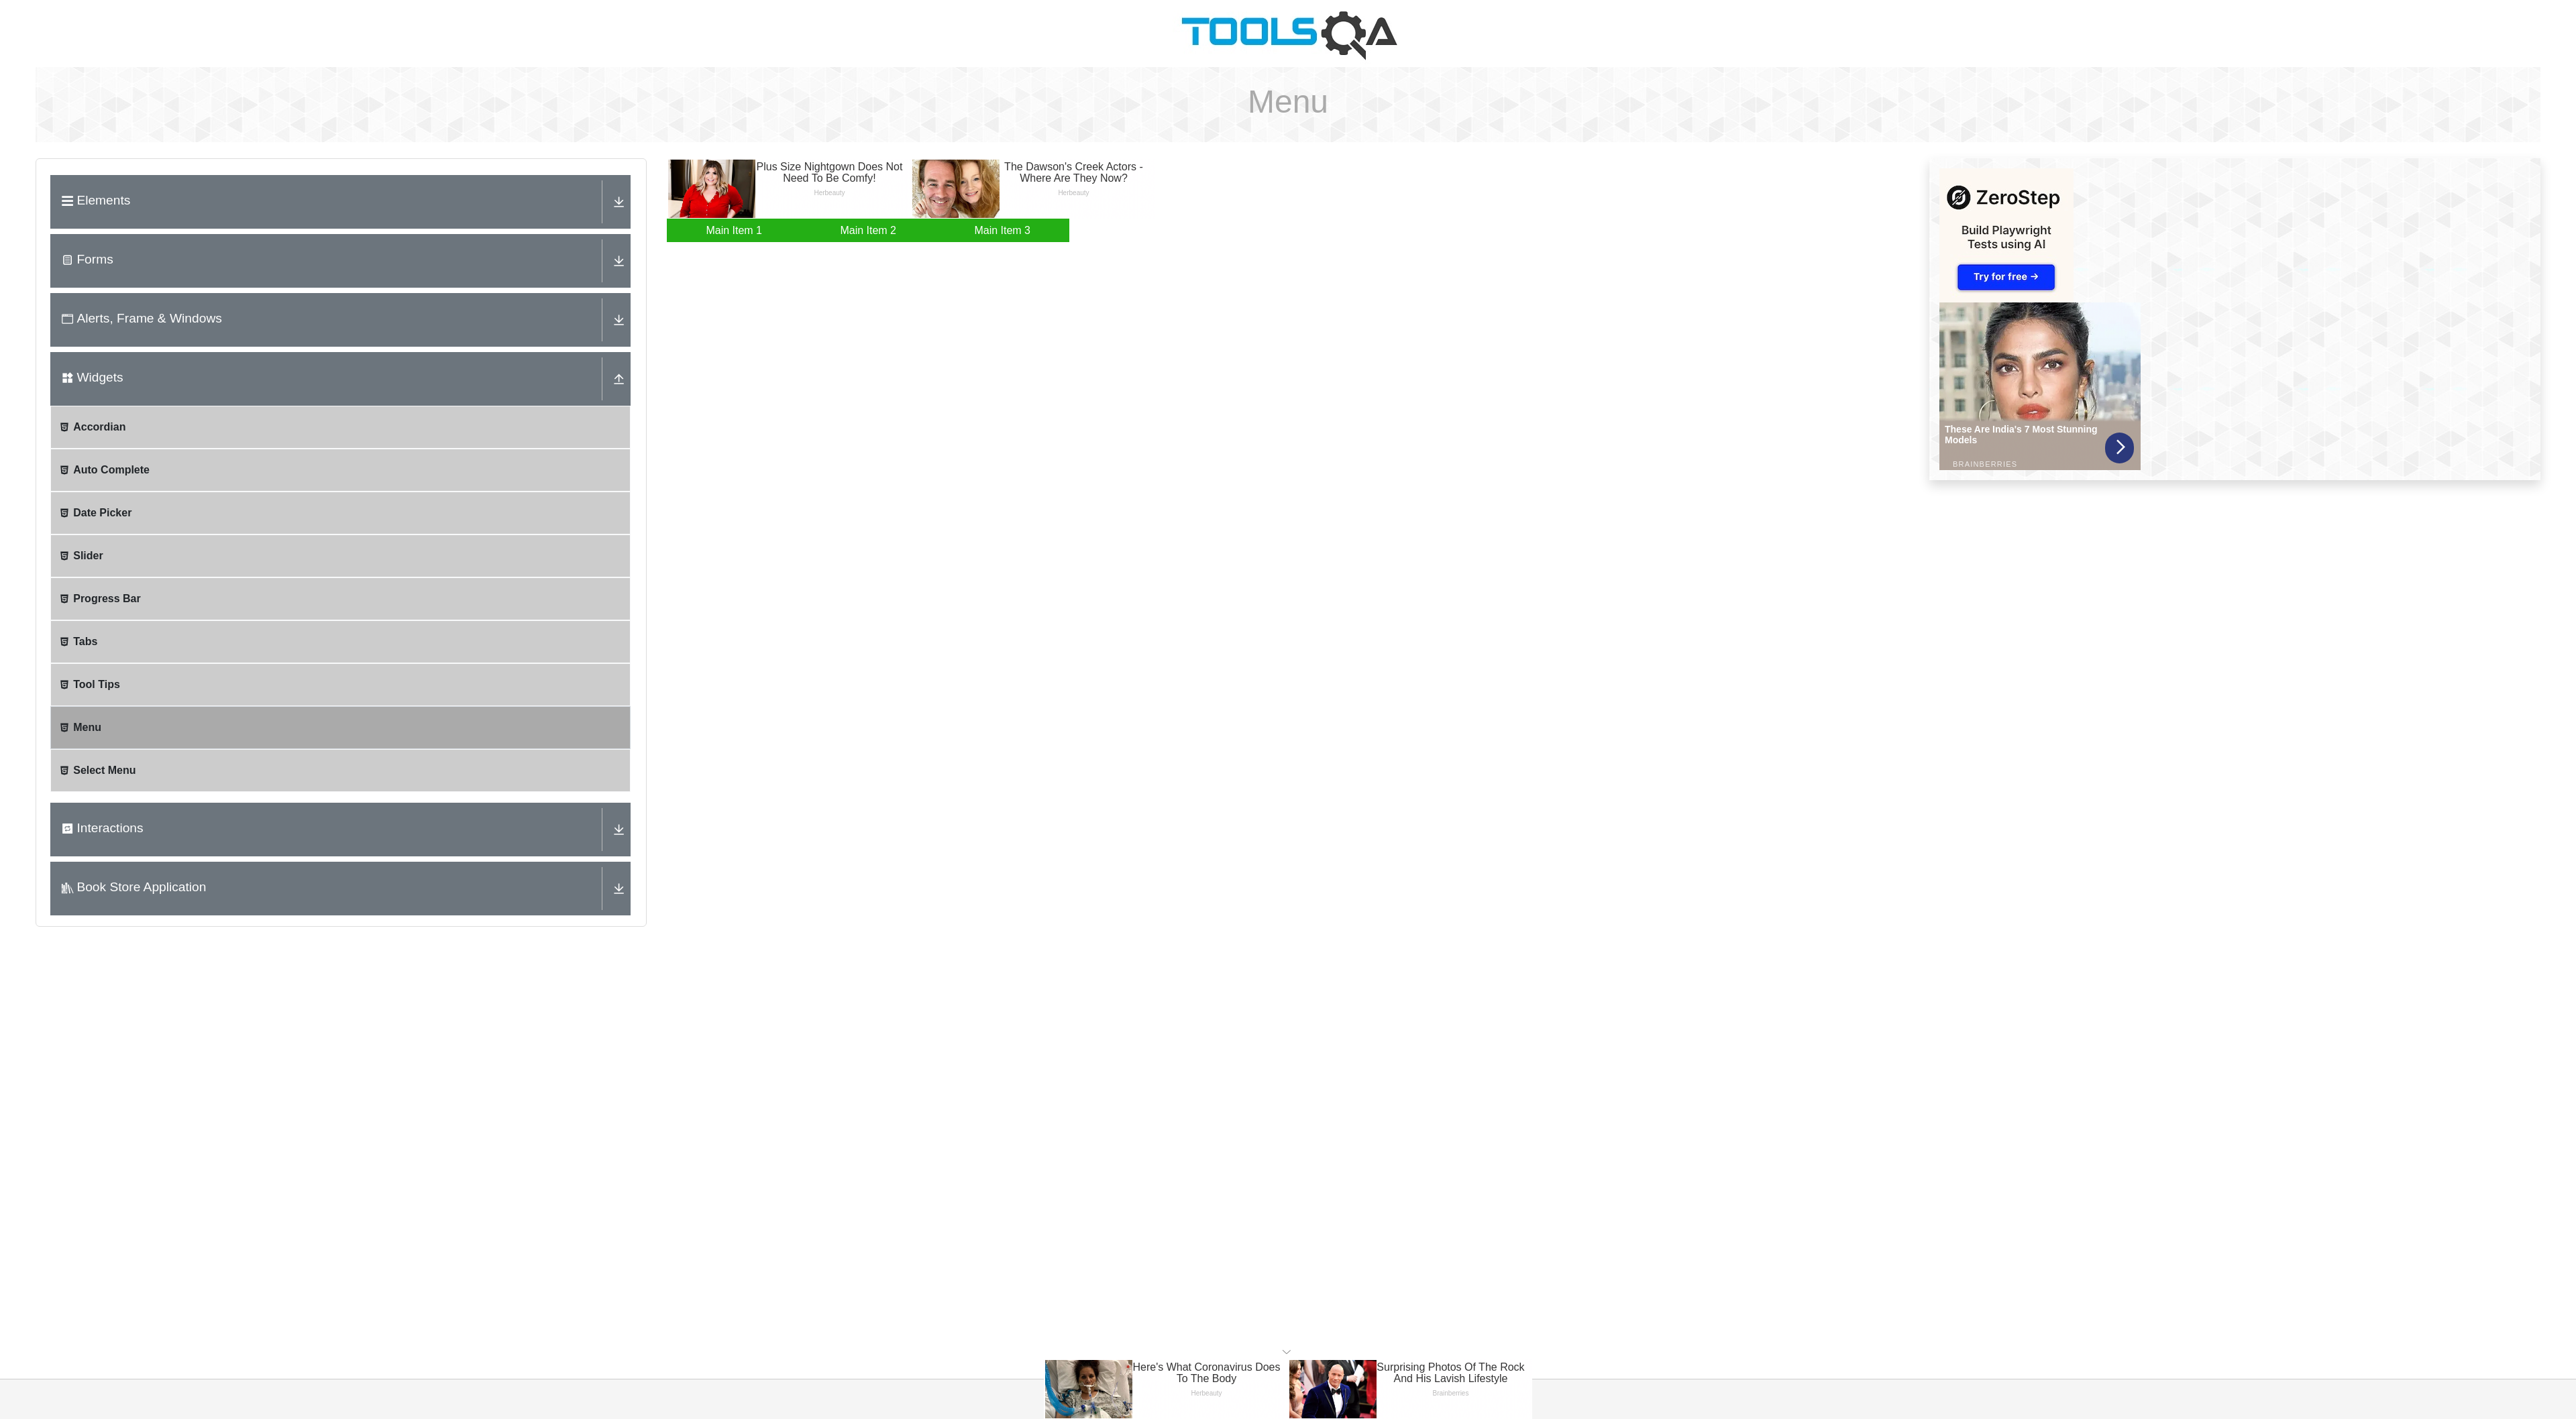 TOOLSQA
Menu
Elements
Forms
Alerts, Frame & Windows
Widgets
Accordian
Auto Complete
Date Picker
Slider
Progress Bar
Tabs
Tool Tips
Menu
Select Menu
Interactions
Book Store Application
Plus Size Nightgown Does Not
Need To Be Comfy!
Herbeauty
The Dawson's Creek Actors -
Where Are They Now?
Herbeauty
Main Item 1
Main Item 2
Main Item 3
ZeroStep
Build Playwright
Tests using AI
Try for free →
These Are India's 7 Most Stunning
Models
BRAINBERRIES
Here's What Coronavirus Does
To The Body
Herbeauty
Surprising Photos Of The Rock
And His Lavish Lifestyle
Brainberries